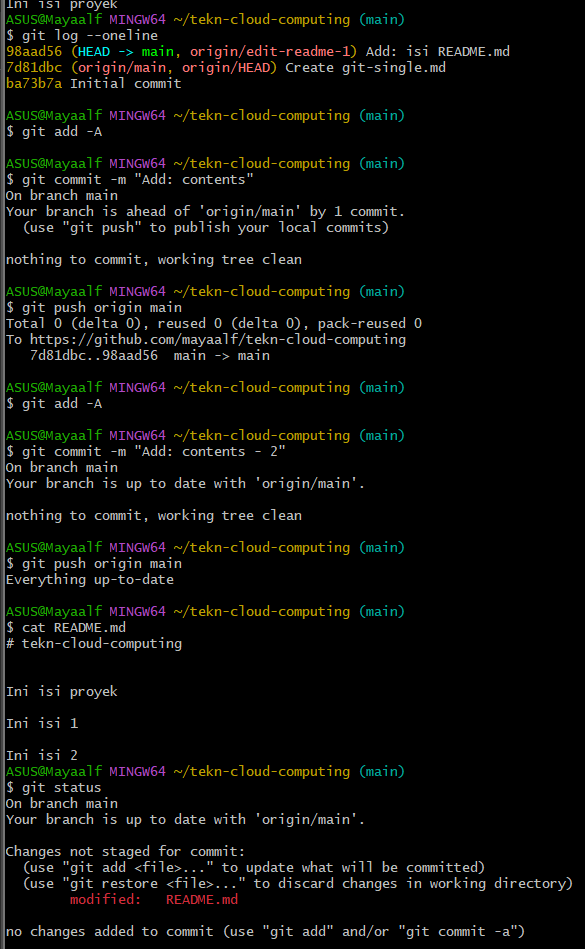 Ini isi proyek
ASUS@Mayaalf MINGW64 ~/tekn-cloud-computing (main)
$ git log --oneline
98aad56 (HEAD -> main, origin/edit-readme-1) Add: isi README.md
7d81dbc (origin/main, origin/HEAD) Create git-single.md
ba73b7a Initial commit

ASUS@Mayaalf MINGW64 ~/tekn-cloud-computing (main)
$ git add -A

ASUS@Mayaalf MINGW64 ~/tekn-cloud-computing (main)
$ git commit -m "Add: contents"
On branch main
Your branch is ahead of 'origin/main' by 1 commit.
  (use "git push" to publish your local commits)

nothing to commit, working tree clean

ASUS@Mayaalf MINGW64 ~/tekn-cloud-computing (main)
$ git push origin main
Total 0 (delta 0), reused 0 (delta 0), pack-reused 0
To https://github.com/mayaalf/tekn-cloud-computing
   7d81dbc..98aad56  main -> main

ASUS@Mayaalf MINGW64 ~/tekn-cloud-computing (main)
$ git add -A

ASUS@Mayaalf MINGW64 ~/tekn-cloud-computing (main)
$ git commit -m "Add: contents - 2"
On branch main
Your branch is up to date with 'origin/main'.

nothing to commit, working tree clean

ASUS@Mayaalf MINGW64 ~/tekn-cloud-computing (main)
$ git push origin main
Everything up-to-date

ASUS@Mayaalf MINGW64 ~/tekn-cloud-computing (main)
$ cat README.md
# tekn-cloud-computing


Ini isi proyek

Ini isi 1

Ini isi 2
ASUS@Mayaalf MINGW64 ~/tekn-cloud-computing (main)
$ git status
On branch main
Your branch is up to date with 'origin/main'.

Changes not staged for commit:
  (use "git add <file>..." to update what will be committed)
  (use "git restore <file>..." to discard changes in working directory)
        modified:   README.md

no changes added to commit (use "git add" and/or "git commit -a")